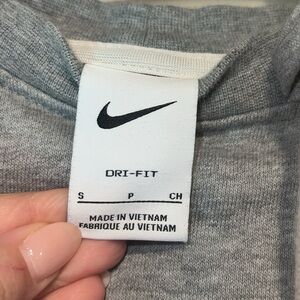 DRI-FIT
S P CH
MADE IN VIETNAM
FABRIQUE AU VIETNAM